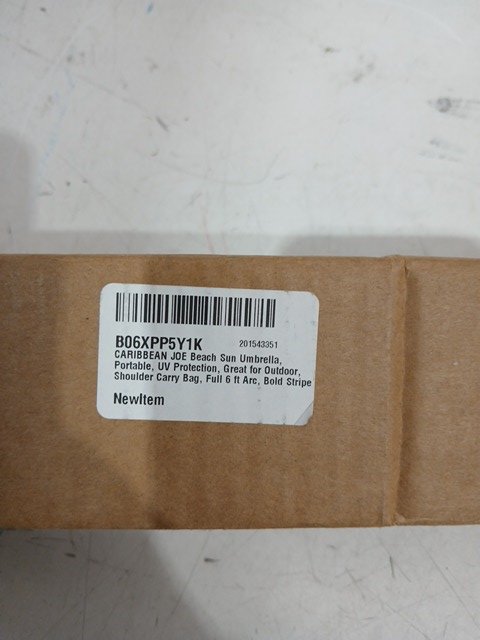 B06XPP5Y1K 201543351
CARIBBEAN JOE Beach Sun Umbrella,
Portable, UV Protection, Great for Outdoor,
Shoulder Carry Bag, Full 6 ft Arc, Bold Stripe
NewItem